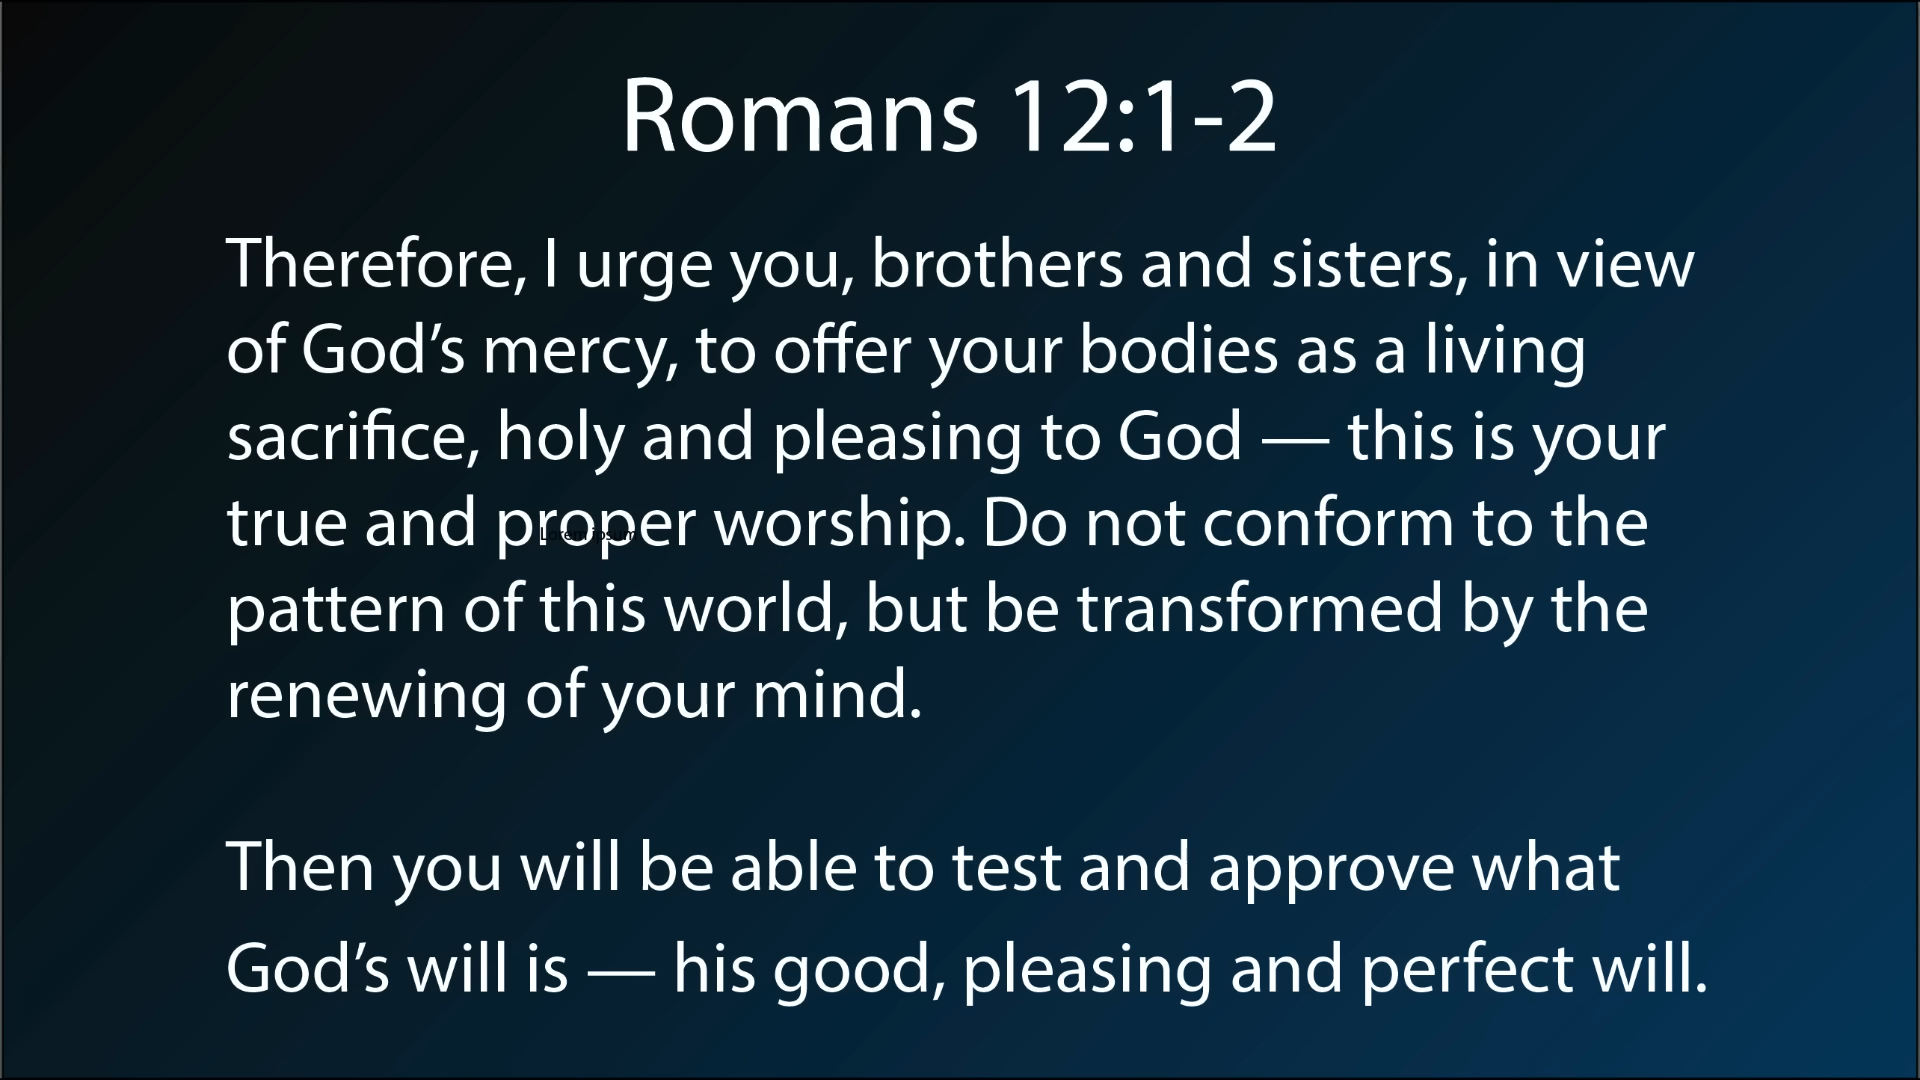 Romans 12:1-2
Therefore, I urge you, brothers and sisters, in view
of God’s mercy, to offer your bodies as a living
sacrifice, holy and pleasing to God — this is your
true and proper worship. Do not conform to the
Lorem ipsum
pattern of this world, but be transformed by the
renewing of your mind.
Then you will be able to test and approve what
God’s will is — his good, pleasing and perfect will.